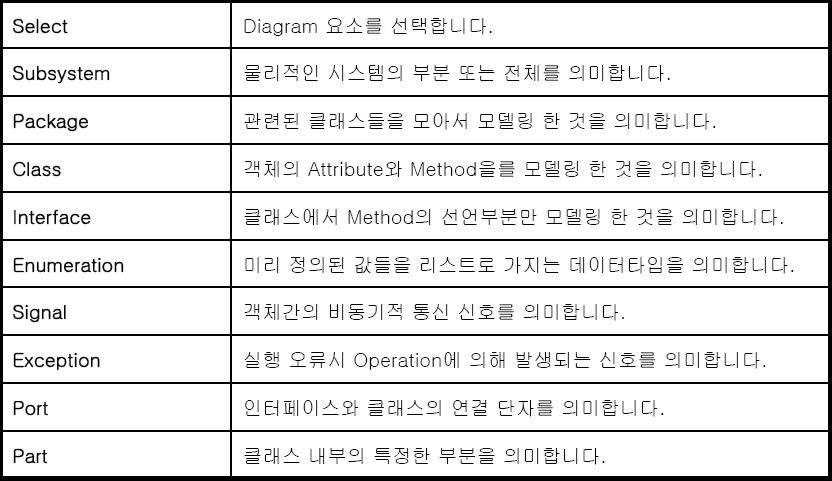 Select Diagram 요소를 선택합니다.
Subsystem 물리적인 시스템의 부분 또는 전체를 의미합니다.
Package 관련된 클래스들을 모아서 모델링 한 것을 의미합니다.
Class 객체의 Attribute와 Method을를 모델링 한 것을 의미합니다.
Interface 클래스에서 Method의 선언부분만 모델링 한 것을 의미합니다.
Enumeration 미리 정의된 값들을 리스트로 가지는 데이터타입을 의미합니다.
Signal 객체간의 비동기적 통신 신호를 의미합니다.
Exception 실행 오류시 Operation에 의해 발생되는 신호를 의미합니다.
Port 인터페이스와 클래스의 연결 단자를 의미합니다.
Part 클래스 내부의 특정한 부분을 의미합니다.